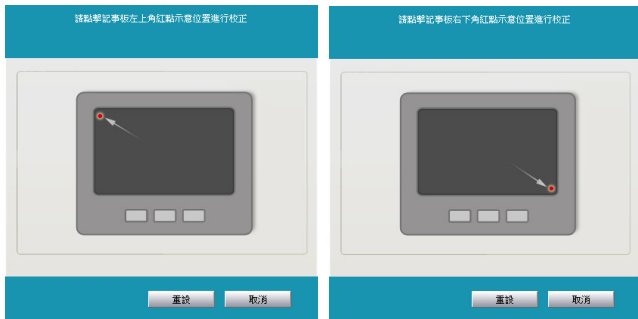 請點擊記事板左上角紅點示意位置進行校正
重設 取消
請點擊記事板右下角紅點示意位置進行校正
重設 取消